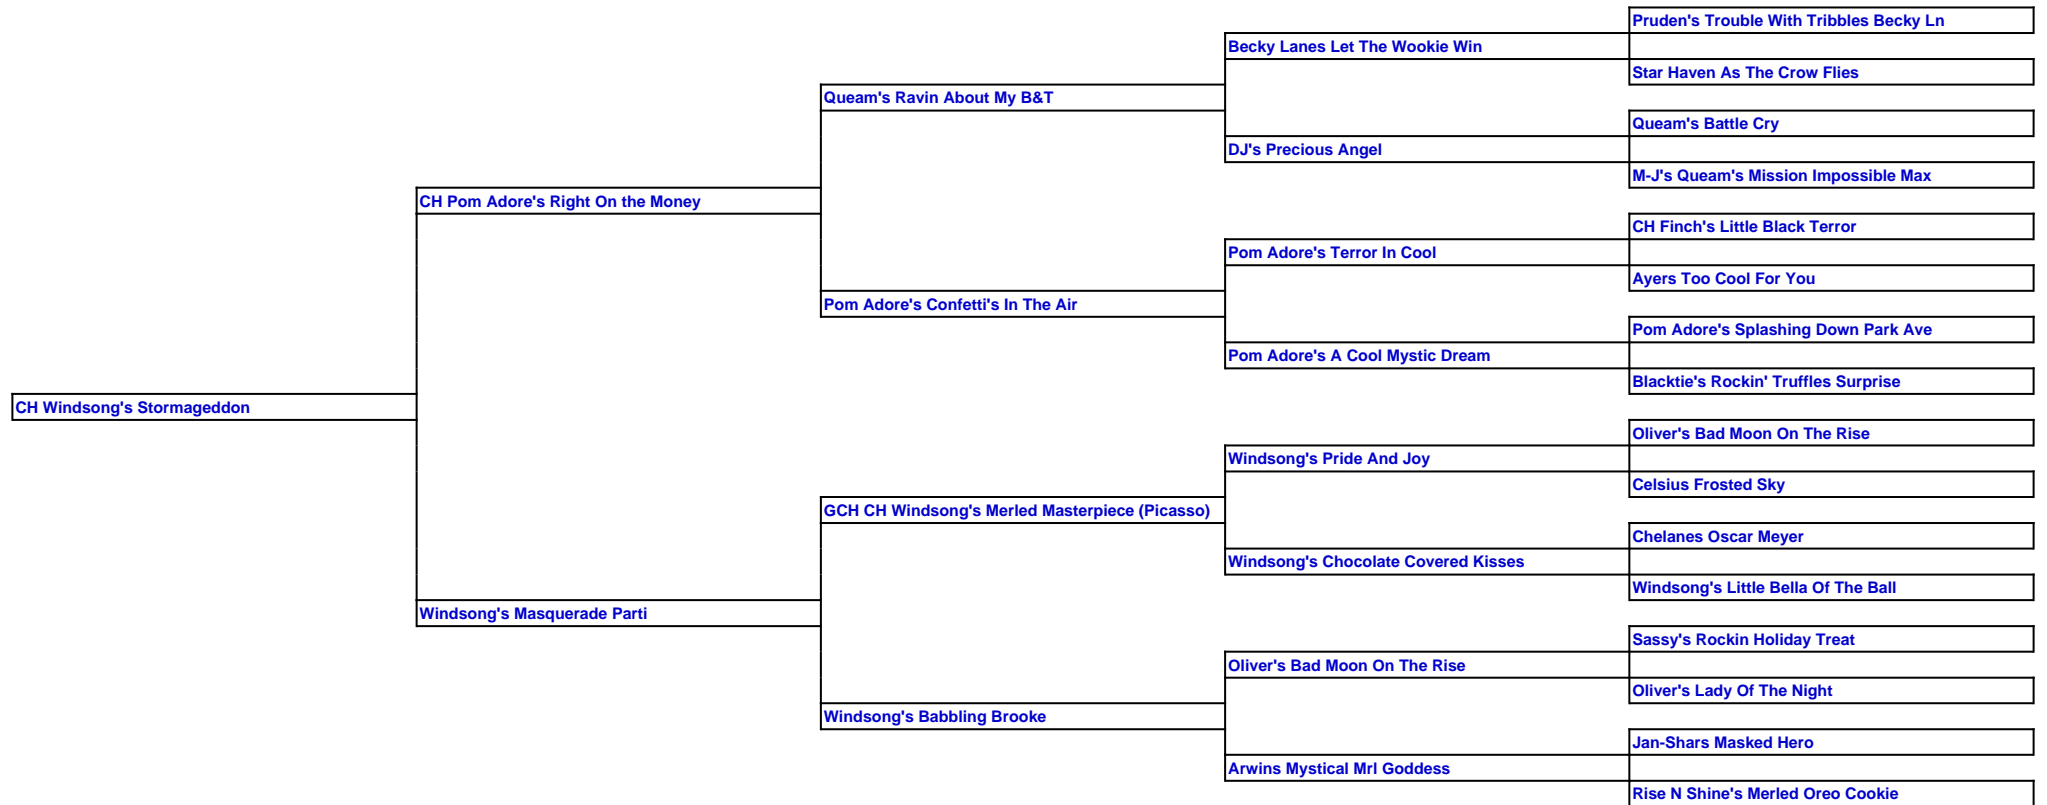 Pruden's Trouble With Tribbles Becky Ln
Becky Lanes Let The Wookie Win
Star Haven As The Crow Flies
Queam's Ravin About My B&T
Queam's Battle Cry
DJ's Precious Angel
M-J's Queam's Mission Impossible Max
CH Pom Adore's Right On the Money
CH Finch's Little Black Terror
Pom Adore's Terror In Cool
Ayers Too Cool For You
Pom Adore's Confetti's In The Air
Pom Adore's Splashing Down Park Ave
Pom Adore's A Cool Mystic Dream
Blacktie's Rockin' Truffles Surprise
CH Windsong's Stormageddon
Oliver's Bad Moon On The Rise
Windsong's Pride And Joy
Celsius Frosted Sky
GCH CH Windsong's Merled Masterpiece (Picasso)
Chelanes Oscar Meyer
Windsong's Chocolate Covered Kisses
Windsong's Little Bella Of The Ball
Windsong's Masquerade Parti
Sassy's Rockin Holiday Treat
Oliver's Bad Moon On The Rise
Oliver's Lady Of The Night
Windsong's Babbling Brooke
Jan-Shars Masked Hero
Arwins Mystical Mrl Goddess
Rise N Shine's Merled Oreo Cookie